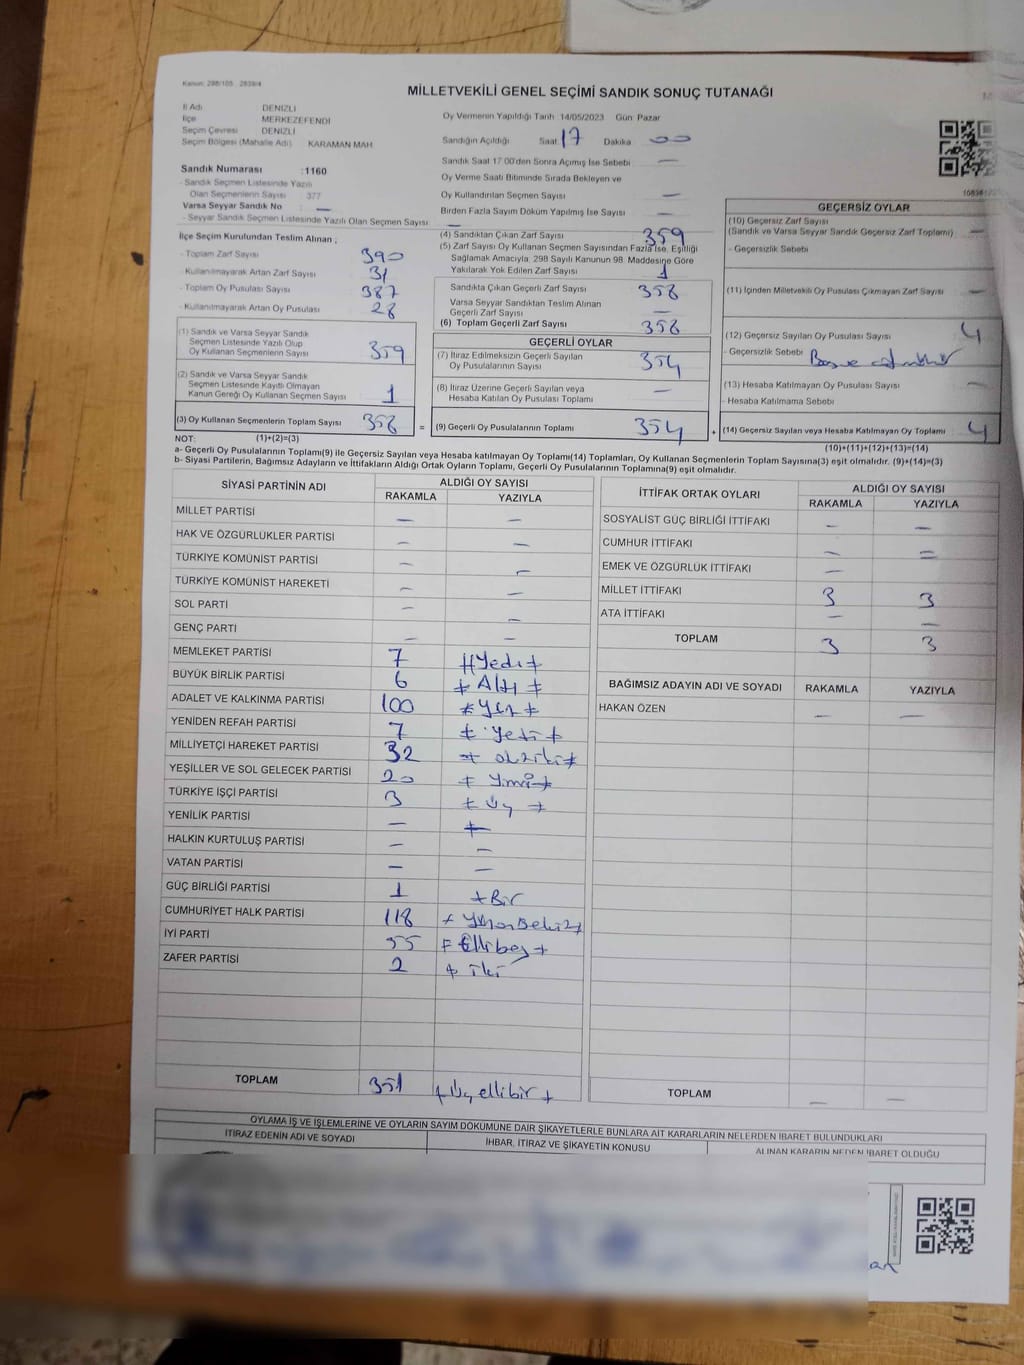 Kanun: 298/105 2839/4
MİLLETVEKİLİ GENEL SEÇİMİ SANDIK SONUÇ TUTANAĞI
İl Adı DENİZLİ
İlçe MERKEZEFENDİ
Seçim Çevresi DENİZLİ
Seçim Bölgesi (Mahalle Adı) KARAMAN MAH
Sandık Numarası :1160
- Sandık Seçmen Listesinde Yazılı
Olan Seçmenlerin Sayısı : 377
Varsa Seyyar Sandık No : —
- Seyyar Sandık Seçmen Listesinde Yazılı Olan Seçmen Sayısı : —
Oy Vermenin Yapıldığı Tarih 14/05/2023 Gün Pazar
Sandığın Açıldığı Saat 17 Dakika 00
Sandık Saat 17:00'den Sonra Açımış İse Sebebi —
Oy Verme Saati Bitiminde Sırada Bekleyen ve
Oy Kullandırılan Seçmen Sayısı —
Birden Fazla Sayım Döküm Yapılmış İse Sayısı —
İlçe Seçim Kurulundan Teslim Alınan ;
- Toplam Zarf Sayısı 390
- Kullanılmayarak Artan Zarf Sayısı 31
- Toplam Oy Pusulası Sayısı 387
- Kullanılmayarak Artan Oy Pusulası 28
(1) Sandık ve Varsa Seyyar Sandık
Seçmen Listesinde Yazılı Olup
Oy Kullanan Seçmenlerin Sayısı 359
(2) Sandık ve Varsa Seyyar Sandık
Seçmen Listesinde Kayıtlı Olmayan
Kanun Gereği Oy Kullanan Seçmen Sayısı 1
(3) Oy Kullanan Seçmenlerin Toplam Sayısı 358
(4) Sandıktan Çıkan Zarf Sayısı 359
(5) Zarf Sayısı Oy Kullanan Seçmen Sayısından Fazla İse, Eşitliği
Sağlamak Amacıyla, 298 Sayılı Kanunun 98. Maddesine Göre
Yakılarak Yok Edilen Zarf Sayısı 1
Sandıkta Çıkan Geçerli Zarf Sayısı 358
Varsa Seyyar Sandıktan Teslim Alınan
Geçerli Zarf Sayısı —
(6) Toplam Geçerli Zarf Sayısı 358
GEÇERLİ OYLAR
(7) İtiraz Edilmeksizin Geçerli Sayılan
Oy Pusulalarının Sayısı 354
(8) İtiraz Üzerine Geçerli Sayılan veya
Hesaba Katılan Oy Pusulası Toplamı —
= (9) Geçerli Oy Pusulalarının Toplamı 354
GEÇERSİZ OYLAR
(10) Geçersiz Zarf Sayısı
(Sandık ve Varsa Seyyar Sandık Geçersiz Zarf Toplamı) —
- Geçersizlik Sebebi
(11) İçinden Milletvekili Oy Pusulası Çıkmayan Zarf Sayısı —
(12) Geçersiz Sayılan Oy Pusulası Sayısı 4
- Geçersizlik Sebebi
(13) Hesaba Katılmayan Oy Pusulası Sayısı —
- Hesaba Katılmama Sebebi
+ (14) Geçersiz Sayılan veya Hesaba Katılmayan Oy Toplamı 4
NOT: (1)+(2)=(3) (10)+(11)+(12)+(13)=(14)
a- Geçerli Oy Pusulalarının Toplamı(9) ile Geçersiz Sayılan veya Hesaba Katılmayan Oy Toplamı(14) Toplamları, Oy Kullanan Seçmenlerin Toplam Sayısına(3) eşit olmalıdır. (9)+(14)=(3)
b- Siyasi Partilerin, Bağımsız Adayların ve İttifakların Aldığı Ortak Oyların Toplamı, Geçerli Oy Pusulalarının Toplamına(9) eşit olmalıdır.
SİYASİ PARTİNİN ADI ALDIĞI OY SAYISI
RAKAMLA YAZIYLA
MİLLET PARTİSİ — —
HAK VE ÖZGÜRLÜKLER PARTİSİ — —
TÜRKİYE KOMÜNİST PARTİSİ — —
TÜRKİYE KOMÜNİST HAREKETİ — —
SOL PARTİ — —
GENÇ PARTİ — —
MEMLEKET PARTİSİ 7 Yedi
BÜYÜK BİRLİK PARTİSİ 6 Altı
ADALET VE KALKINMA PARTİSİ 100 Yüz
YENİDEN REFAH PARTİSİ 7 Yedi
MİLLİYETÇİ HAREKET PARTİSİ 32 otziki
YEŞİLLER VE SOL GELECEK PARTİSİ 20 Yirmi
TÜRKİYE İŞÇİ PARTİSİ 3 Üç
YENİLİK PARTİSİ — —
HALKIN KURTULUŞ PARTİSİ — —
VATAN PARTİSİ — —
GÜÇ BİRLİĞİ PARTİSİ 1 Bir
CUMHURİYET HALK PARTİSİ 118 Yüzonsekiz
İYİ PARTİ 55 Ellibeş
ZAFER PARTİSİ 2 iki
TOPLAM 351 Üçyüzellibir
İTTİFAK ORTAK OYLARI ALDIĞI OY SAYISI
RAKAMLA YAZIYLA
SOSYALİST GÜÇ BİRLİĞİ İTTİFAKI — —
CUMHUR İTTİFAKI — —
EMEK VE ÖZGÜRLÜK İTTİFAKI —
MİLLET İTTİFAKI 3 3
ATA İTTİFAKI — —
TOPLAM 3 3
BAĞIMSIZ ADAYIN ADI VE SOYADI RAKAMLA YAZIYLA
HAKAN ÖZEN — —
TOPLAM — —
OYLAMA İŞ VE İŞLEMLERİNE VE OYLARIN SAYIM DÖKÜMÜNE DAİR ŞİKAYETLERLE BUNLARA AİT KARARLARIN NELERDEN İBARET BULUNDUKLARI
İTİRAZ EDENİN ADI VE SOYADI İHBAR, İTİRAZ VE ŞİKAYETİN KONUSU ALINAN KARARIN NEDEN İBARET OLDUĞU